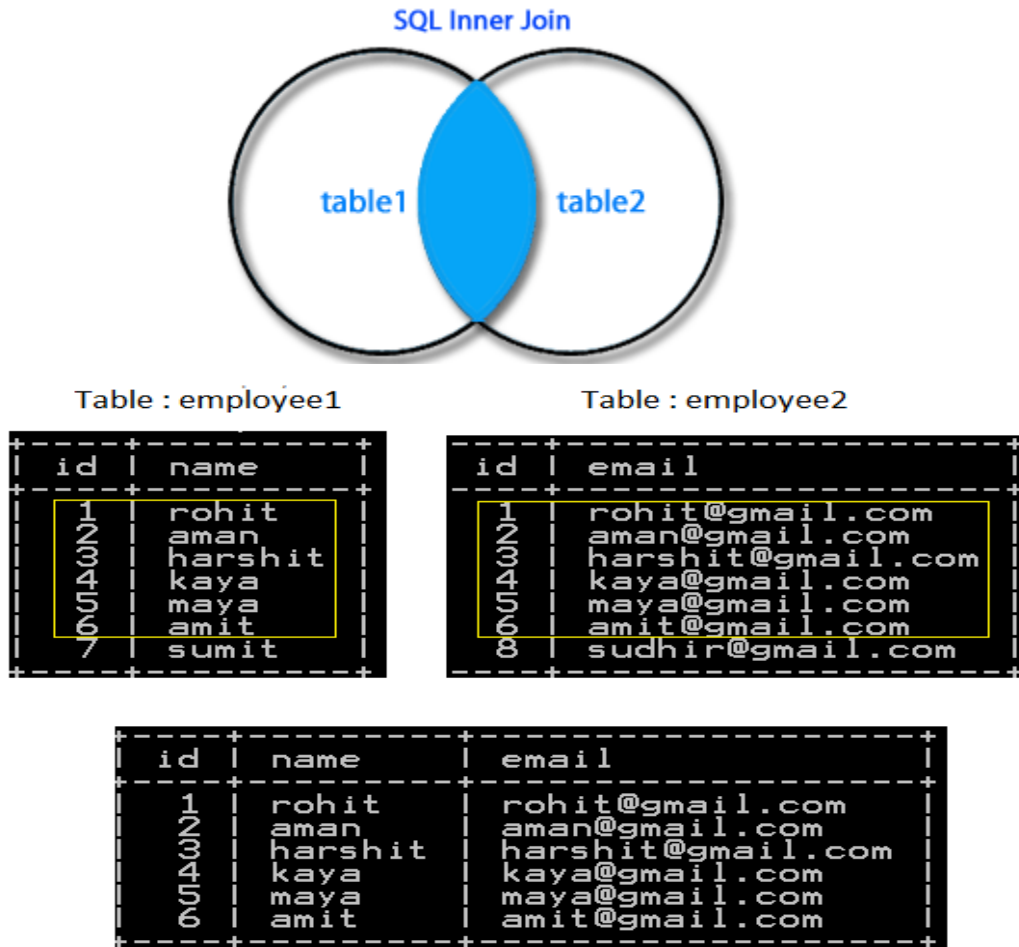 SQL Inner Join
table1 table2
Table : employee1 Table : employee2
+-----+----------+
| id | name |
+-----+----------+
| 1 | rohit |
| 2 | aman |
| 3 | harshit |
| 4 | kaya |
| 5 | maya |
| 6 | amit |
| 7 | sumit |
+-----+----------+
-----+--------------------+
id | email |
-----+--------------------+
1 | rohit@gmail.com |
2 | aman@gmail.com |
3 | harshit@gmail.com |
4 | kaya@gmail.com |
5 | maya@gmail.com |
6 | amit@gmail.com |
8 | sudhir@gmail.com |
-----+--------------------+
+-----+----------+--------------------+
| id | name | email |
+-----+----------+--------------------+
| 1 | rohit | rohit@gmail.com |
| 2 | aman | aman@gmail.com |
| 3 | harshit | harshit@gmail.com |
| 4 | kaya | kaya@gmail.com |
| 5 | maya | maya@gmail.com |
| 6 | amit | amit@gmail.com |
+-----+----------+--------------------+